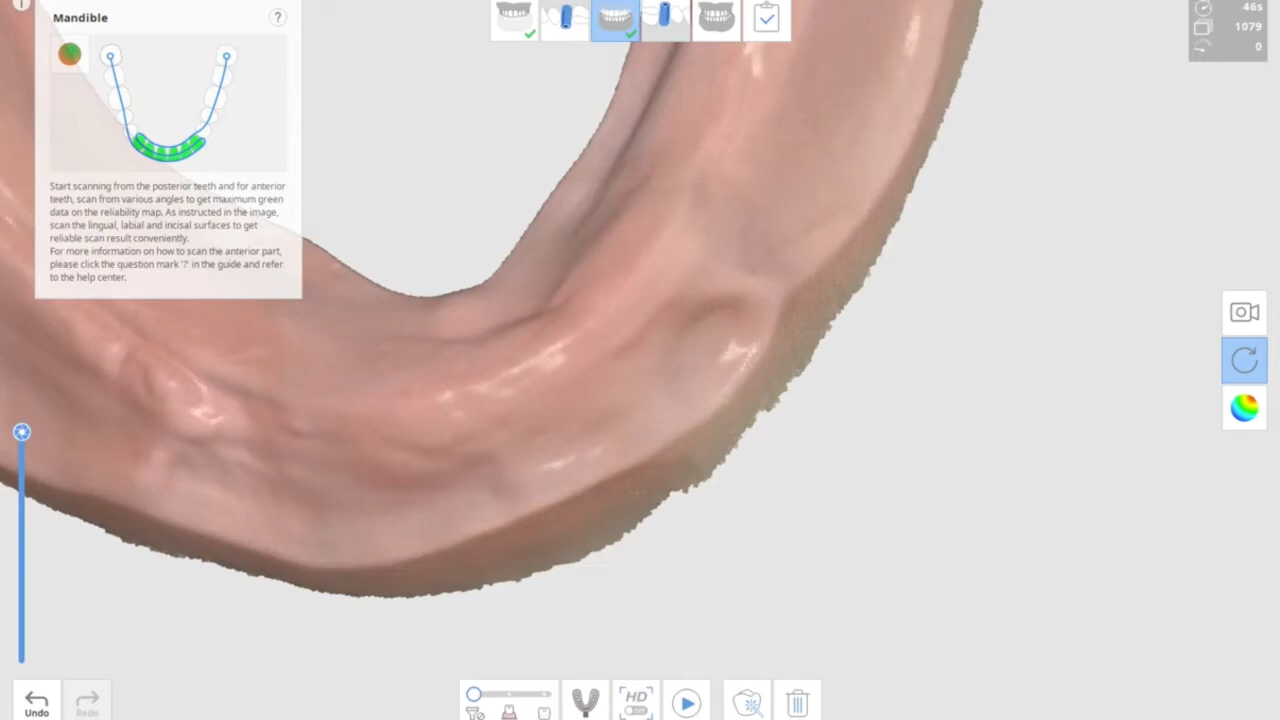 Mandible
?
46s
1079
0
Start scanning from the posterior teeth and for anterior
teeth, scan from various angles to get maximum green
data on the reliability map. As instructed in the image,
scan the lingual, labial and incisal surfaces to get
reliable scan result conveniently.
For more information on how to scan the anterior part,
please click the question mark '?' in the guide and refer
to the help center.
HD
Off
Undo
Redo